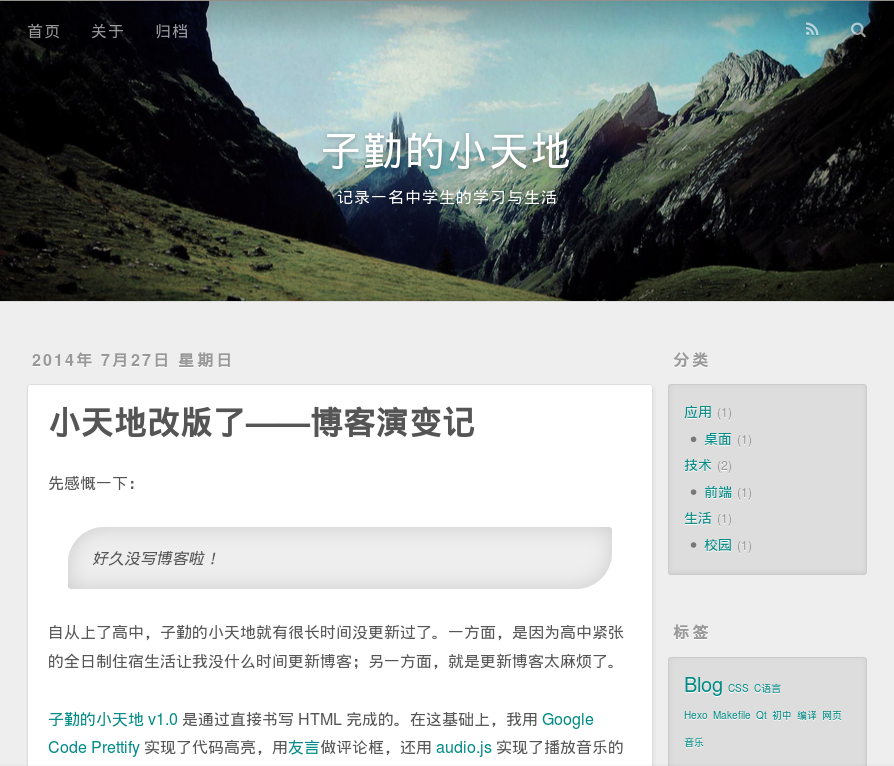 首页 关于 归档
子勤的小天地
记录一名中学生的学习与生活
2014年 7月27日 星期日
小天地改版了——博客演变记
先感慨一下：
好久没写博客啦！
自从上了高中，子勤的小天地就有很长时间没更新过了。一方面，是因为高中紧张
的全日制住宿生活让我没什么时间更新博客；另一方面，就是更新博客太麻烦了。
子勤的小天地 v1.0 是通过直接书写 HTML 完成的。在这基础上，我用 Google
Code Prettify 实现了代码高亮，用友言做评论框，还用 audio.js 实现了播放音乐的
分类
应用 (1)
桌面 (1)
技术 (2)
前端 (1)
生活 (1)
校园 (1)
标签
Blog CSS C语言
Hexo Makefile Qt 初中 编译 网页
音乐